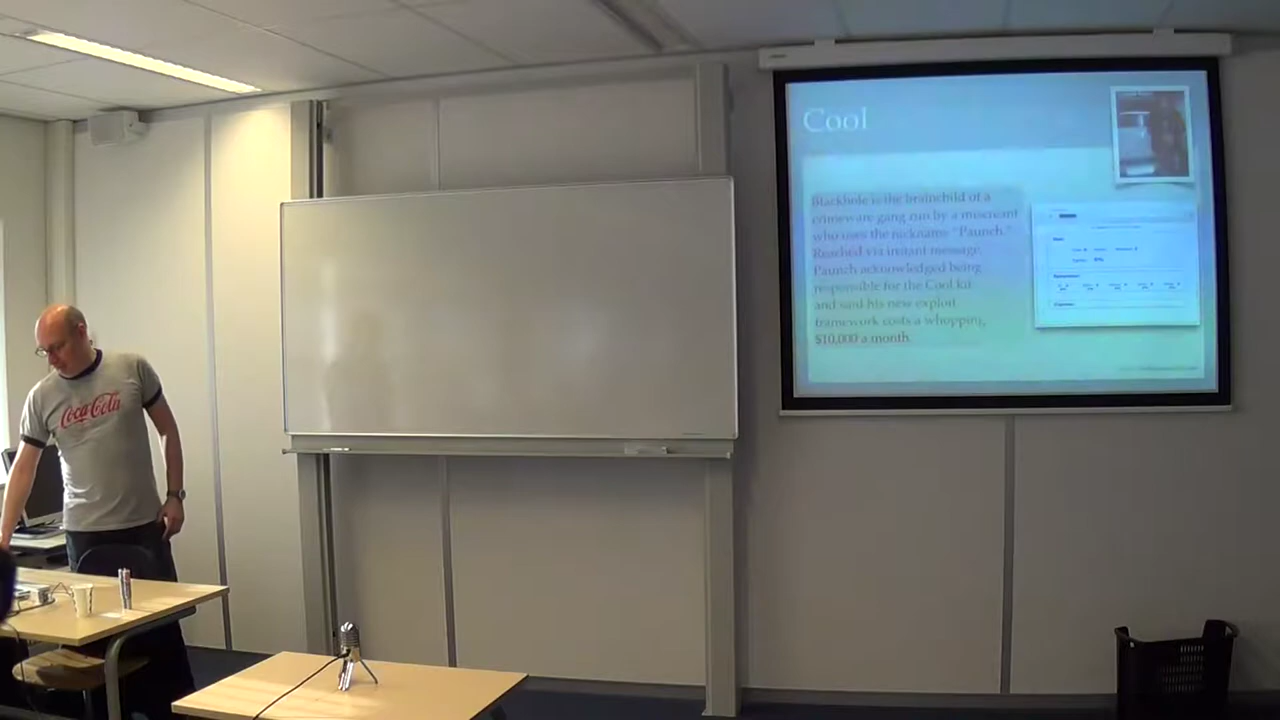 Cool
Blackhole is the brainchild of a
crimeware gang run by a miscreant
who uses the nickname “Paunch.”
Reached via instant message,
Paunch acknowledged being
responsible for the Cool kit
and said his new exploit
framework costs a whopping,
$10,000 a month.
Coca-Cola